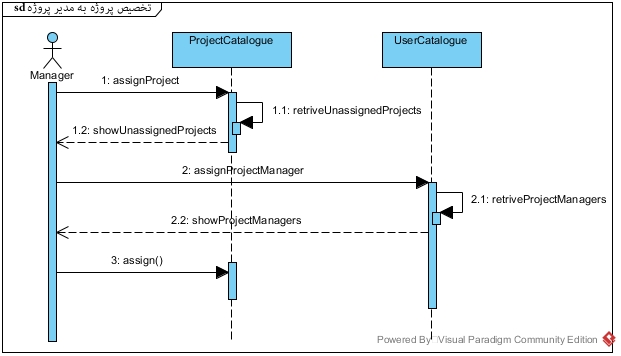 sd تخصیص پروژه به مدیر پروژه
ProjectCatalogue
UserCatalogue
Manager
1: assignProject
1.1: retriveUnassignedProjects
1.2: showUnassignedProjects
2: assignProjectManager
2.1: retriveProjectManagers
2.2: showProjectManagers
3: assign()
Powered By Visual Paradigm Community Edition